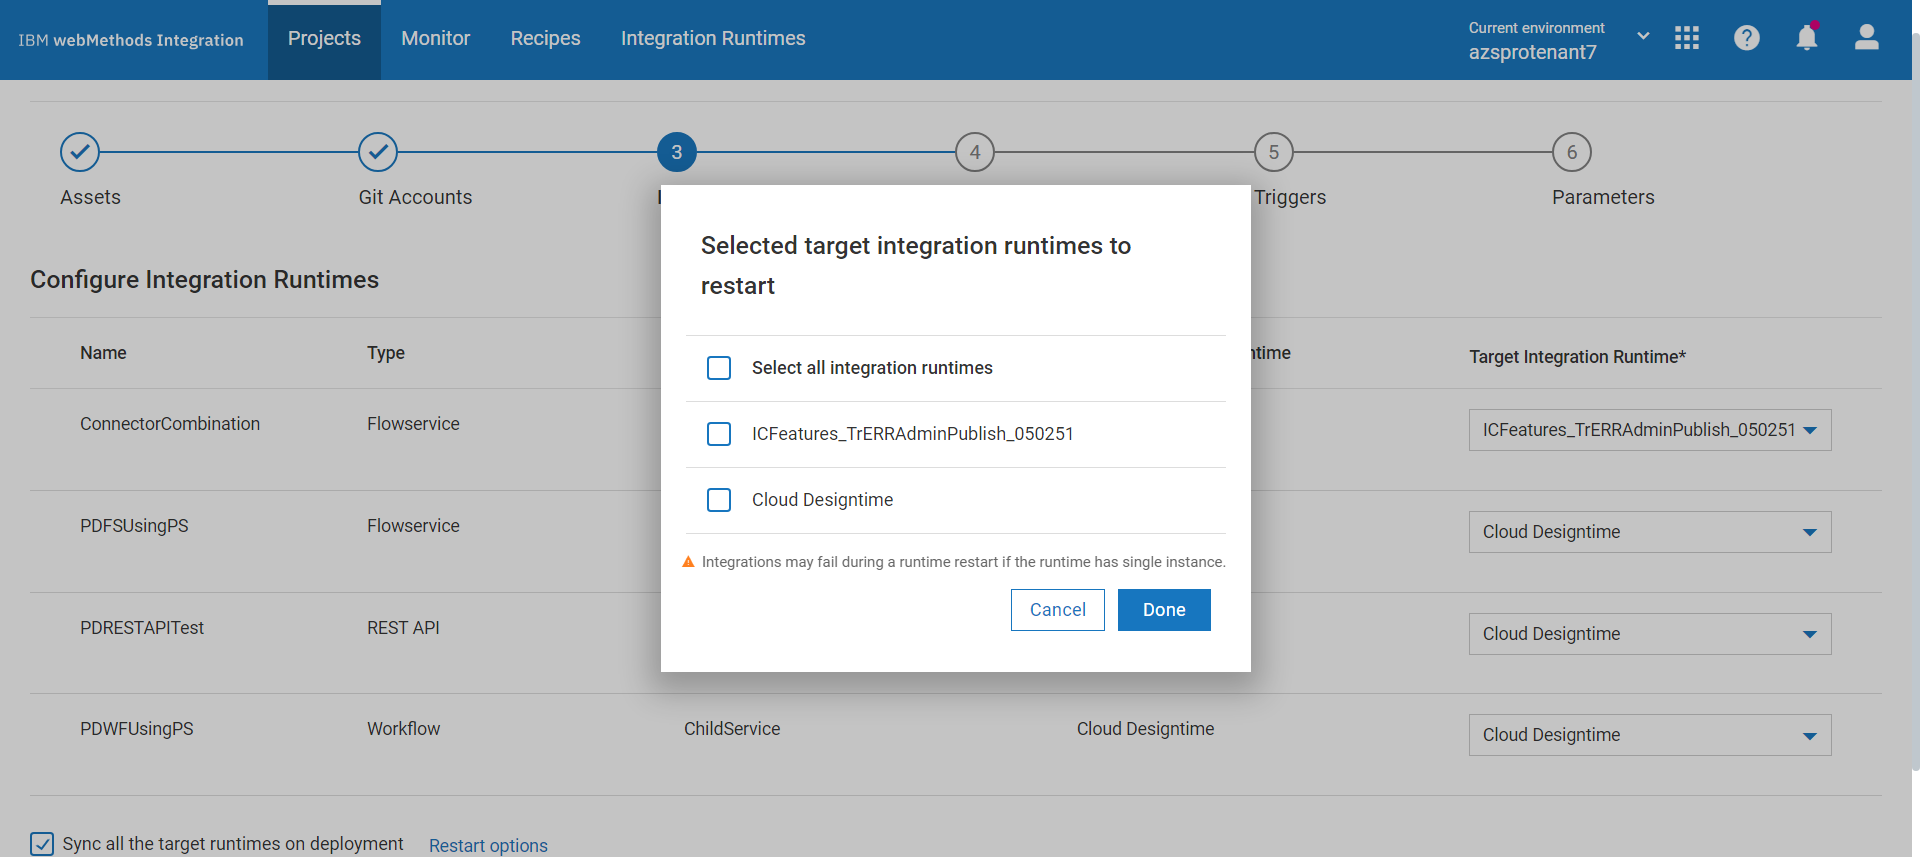 IBM webMethods Integration
Projects
Monitor
Recipes
Integration Runtimes
Current environment
azsprotenant7
3
4
5
6
Assets
Git Accounts
Triggers
Parameters
Configure Integration Runtimes
Name
Type
Target Integration Runtime*
ConnectorCombination
Flowservice
ICFeatures_TrERRAdminPublish_050251
PDFSUsingPS
Flowservice
Cloud Designtime
PDRESTAPITest
REST API
Cloud Designtime
PDWFUsingPS
Workflow
ChildService
Cloud Designtime
Cloud Designtime
Sync all the target runtimes on deployment
Restart options
Selected target integration runtimes to
restart
Select all integration runtimes
ICFeatures_TrERRAdminPublish_050251
Cloud Designtime
Integrations may fail during a runtime restart if the runtime has single instance.
Cancel
Done